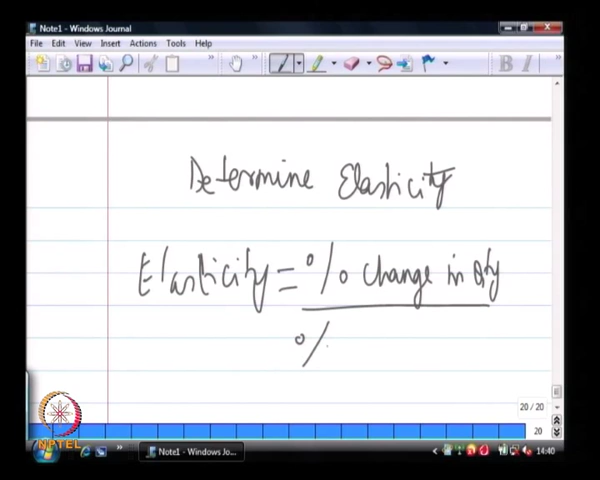 Note1 - Windows Journal
File Edit View Insert Actions Tools Help
B I
Determine Elasticity
Elasticity = % change in Qty
%
20 / 20
20
NPTEL
Note1 - Windows Jo...
14:40